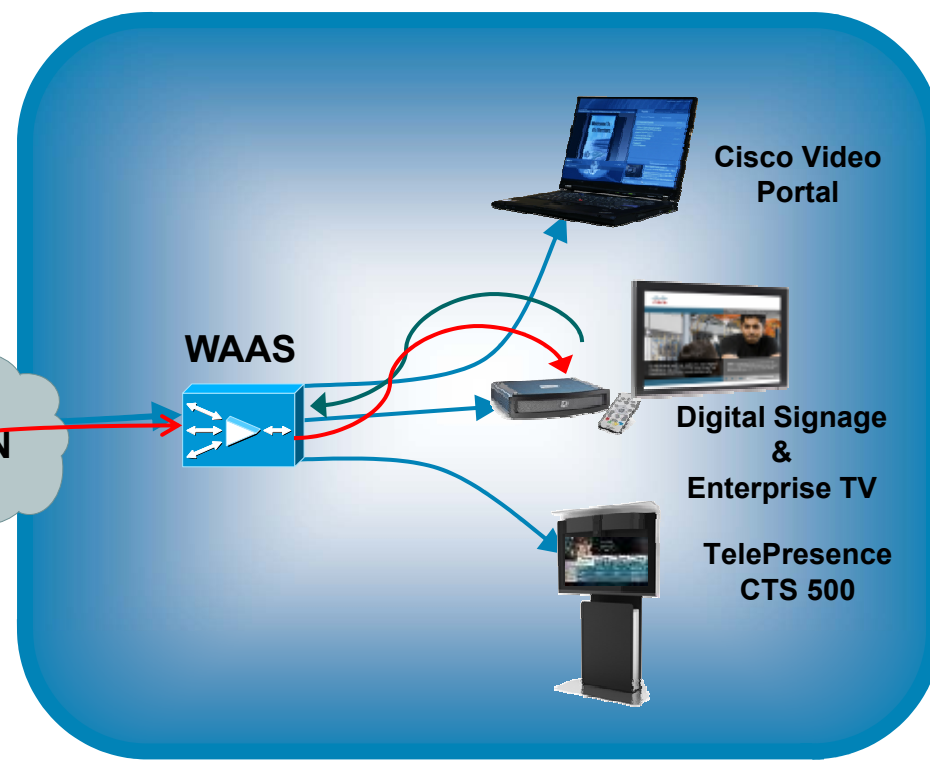 Cisco Video
Portal
WAAS
N
Digital Signage
&
Enterprise TV
TelePresence
CTS 500